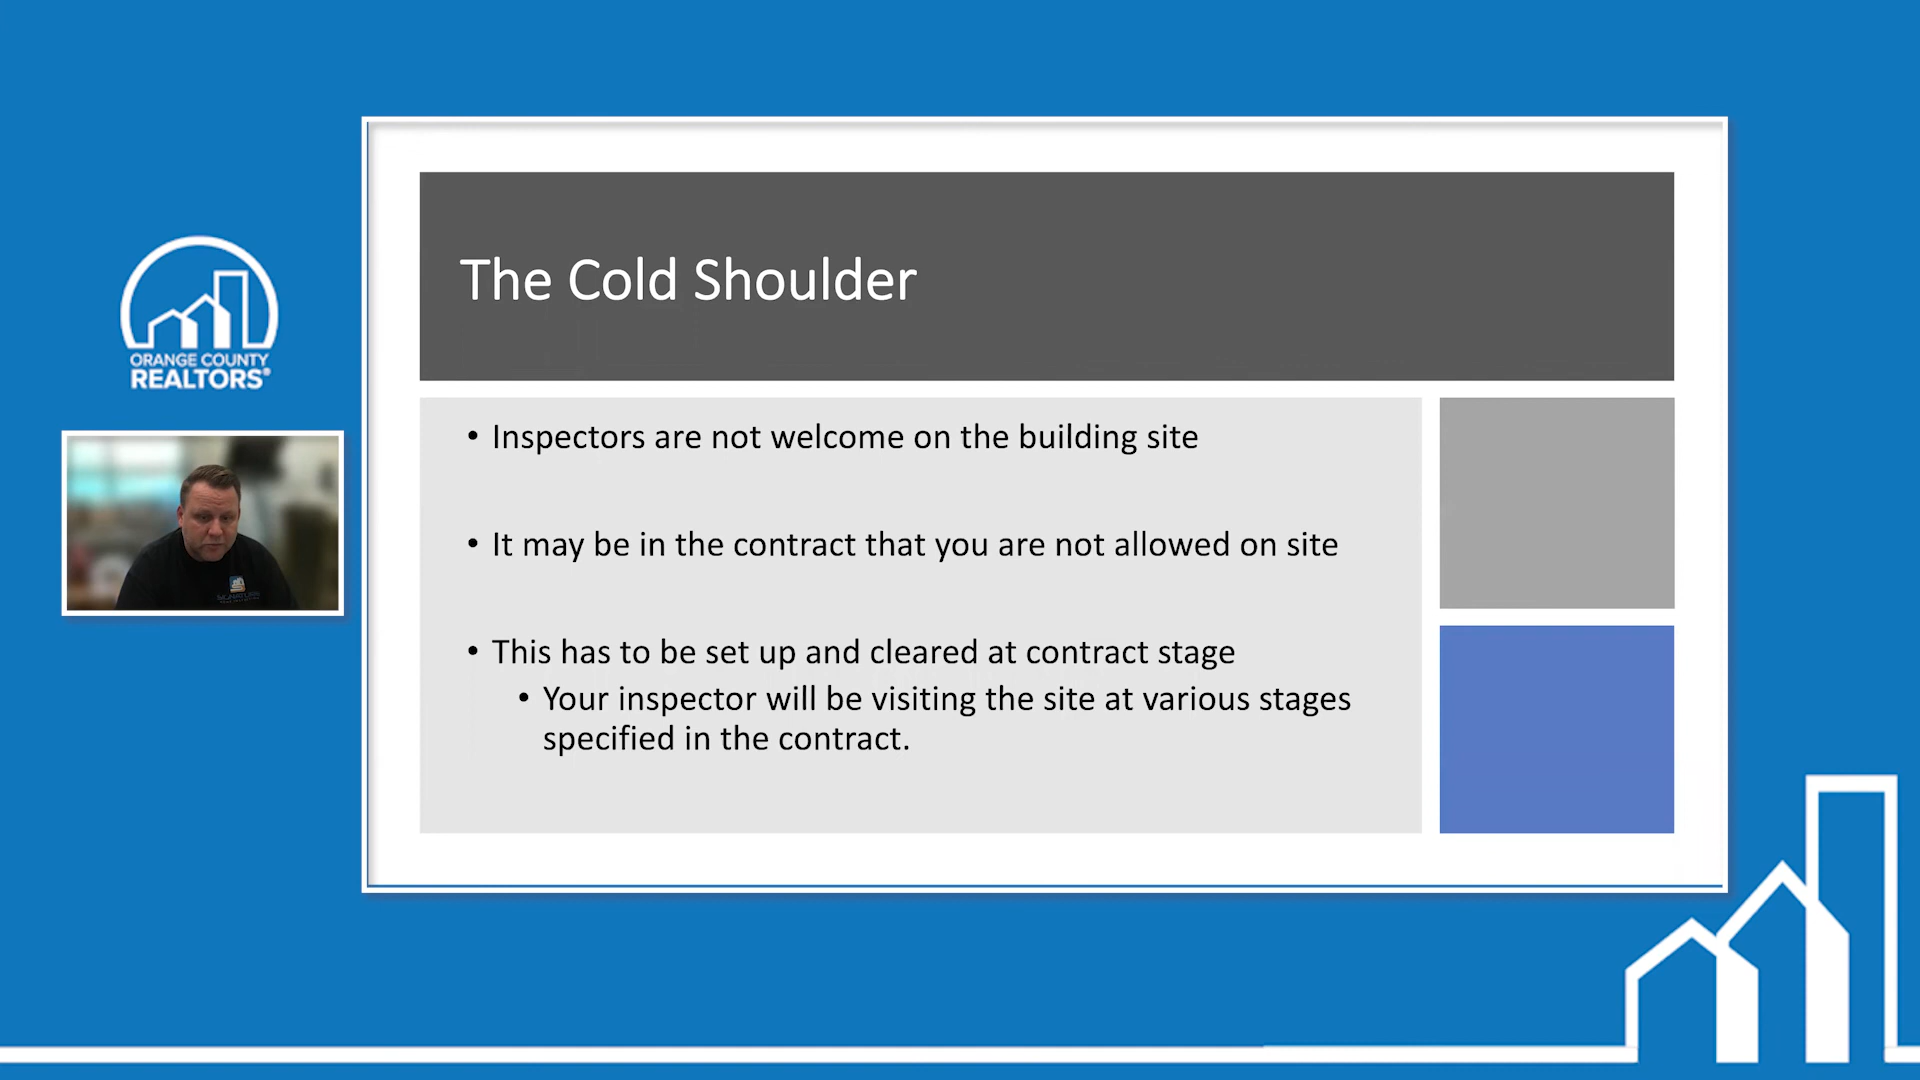 ORANGE COUNTY
REALTORS®
The Cold Shoulder
• Inspectors are not welcome on the building site
• It may be in the contract that you are not allowed on site
• This has to be set up and cleared at contract stage
• Your inspector will be visiting the site at various stages
specified in the contract.
SIGNATURE